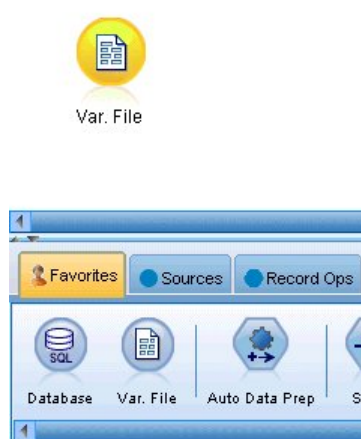 Var. File
Favorites Sources Record Ops
SQL
Database Var. File Auto Data Prep